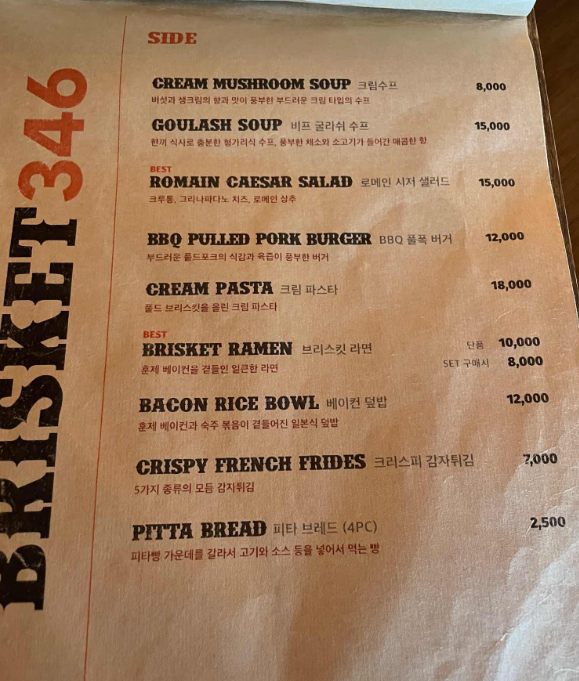 BRISKET346
SIDE
CREAM MUSHROOM SOUP 크림수프 8,000
버섯과 생크림의 향과 맛이 풍부한 부드러운 크림 타입의 수프
GOULASH SOUP 비프 굴라쉬 수프 15,000
한끼 식사로 충분한 헝가리식 수프, 풍부한 채소와 소고기가 들어간 매콤한 향
BEST
ROMAIN CAESAR SALAD 로메인 시저 샐러드 15,000
크루통, 그라나파다노 치즈, 로메인 상추
BBQ PULLED PORK BURGER BBQ 풀폭 버거 12,000
부드러운 풀드포크의 식감과 육즙이 풍부한 버거
CREAM PASTA 크림 파스타 18,000
풀드 브리스킷을 올린 크림 파스타
BEST
BRISKET RAMEN 브리스킷 라면 단품 10,000
훈제 베이컨을 곁들인 얼큰한 라면 SET 구매시 8,000
BACON RICE BOWL 베이컨 덮밥 12,000
훈제 베이컨과 숙주 볶음이 곁들어진 일본식 덮밥
CRISPY FRENCH FRIDES 크리스피 감자튀김 7,000
5가지 종류의 모듬 감자튀김
PITTA BREAD 피타 브레드 (4PC) 2,500
피타빵 가운데를 갈라서 고기와 소스 등을 넣어서 먹는 빵